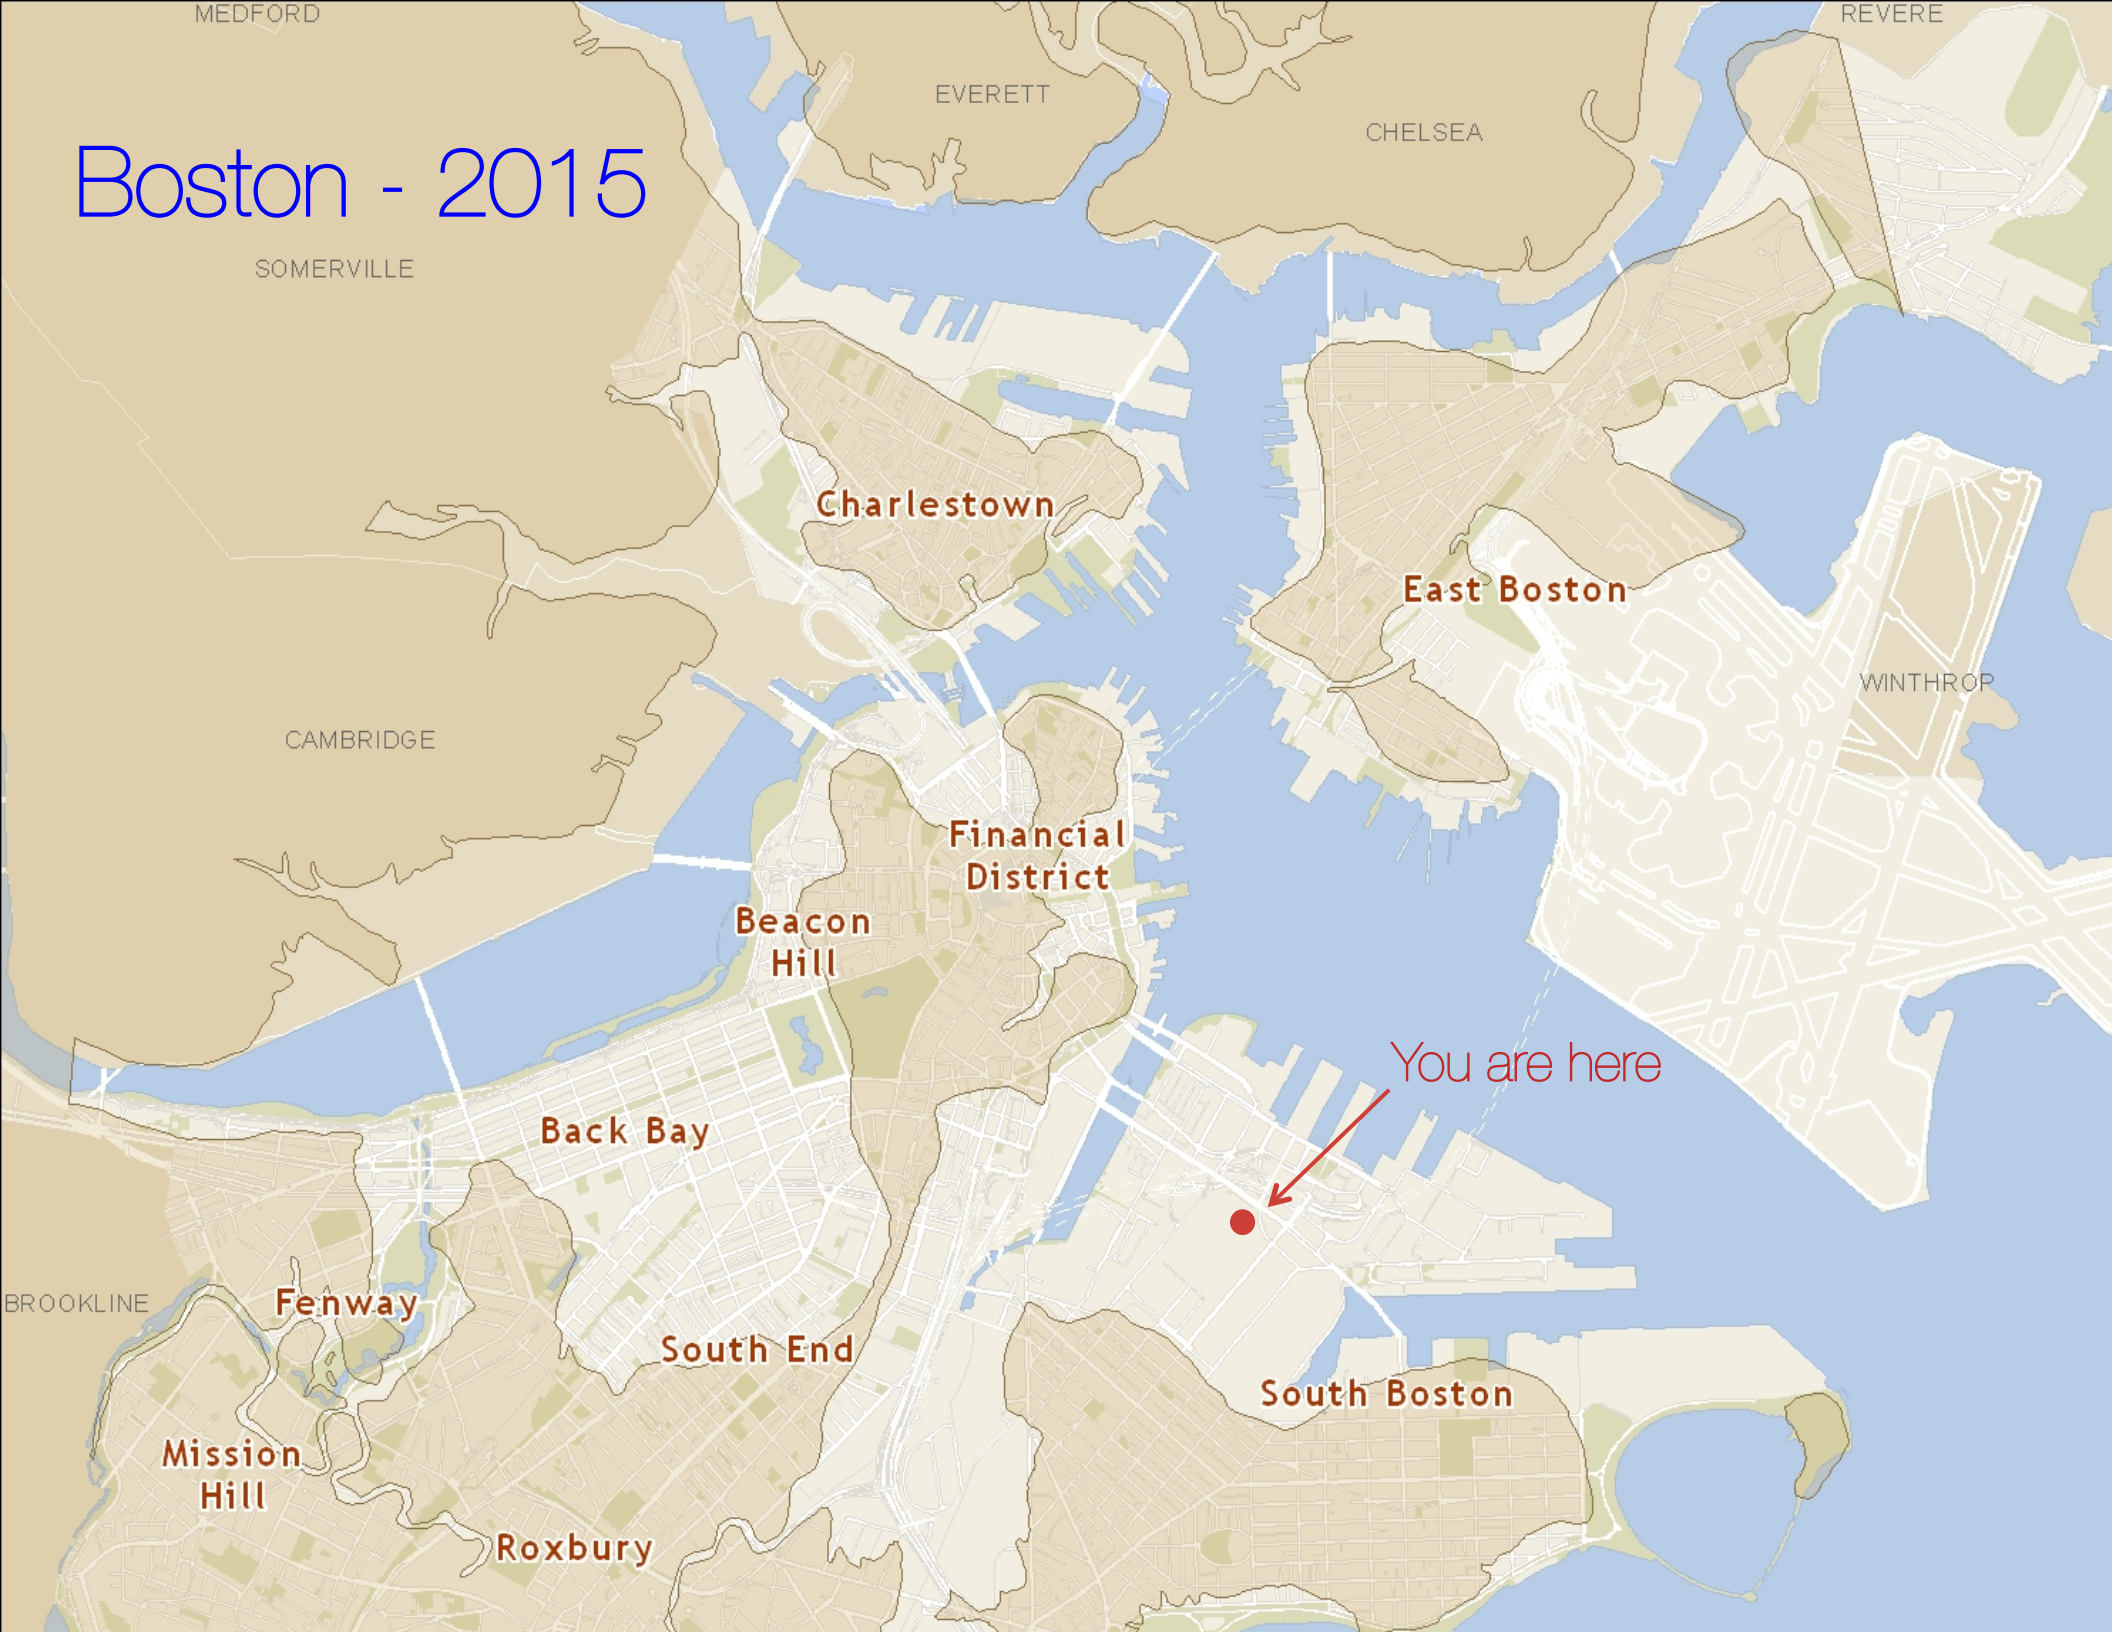 MEDFORD
REVERE
EVERETT
CHELSEA
Boston - 2015
SOMERVILLE
Charlestown
East Boston
WINTHROP
CAMBRIDGE
Financial
District
Beacon
Hill
You are here
Back Bay
Fenway
BROOKLINE
South End
South Boston
Mission
Hill
Roxbury